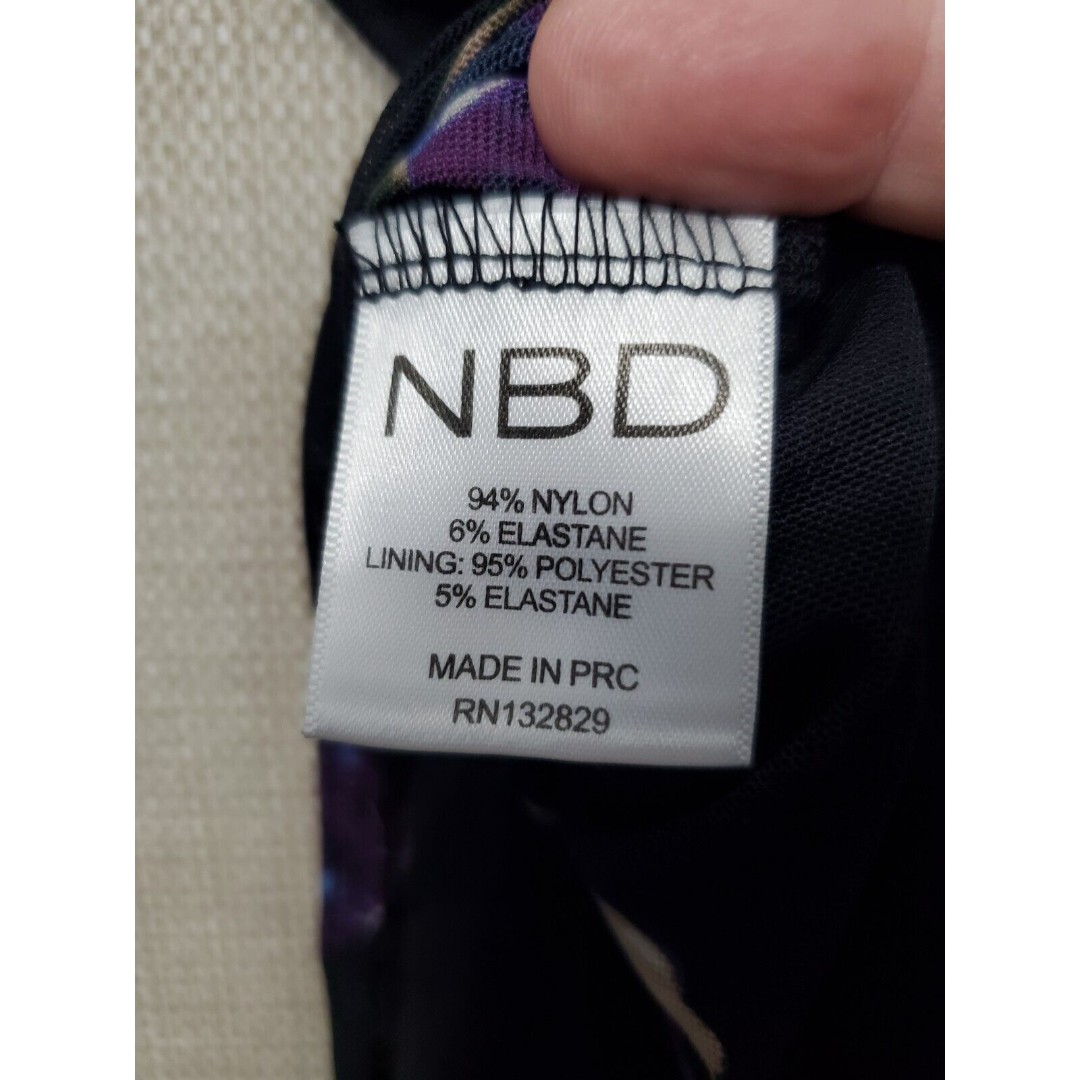 NBD
94% NYLON
6% ELASTANE
LINING: 95% POLYESTER
5% ELASTANE
MADE IN PRC
RN132829